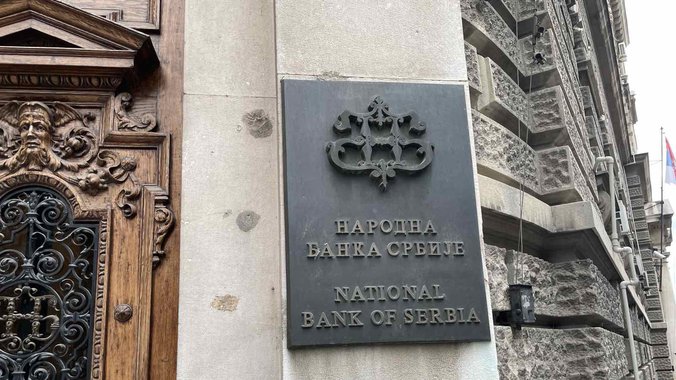 НАРОДНА
БАНКА СРБИЈЕ
NATIONAL
BANK OF SERBIA